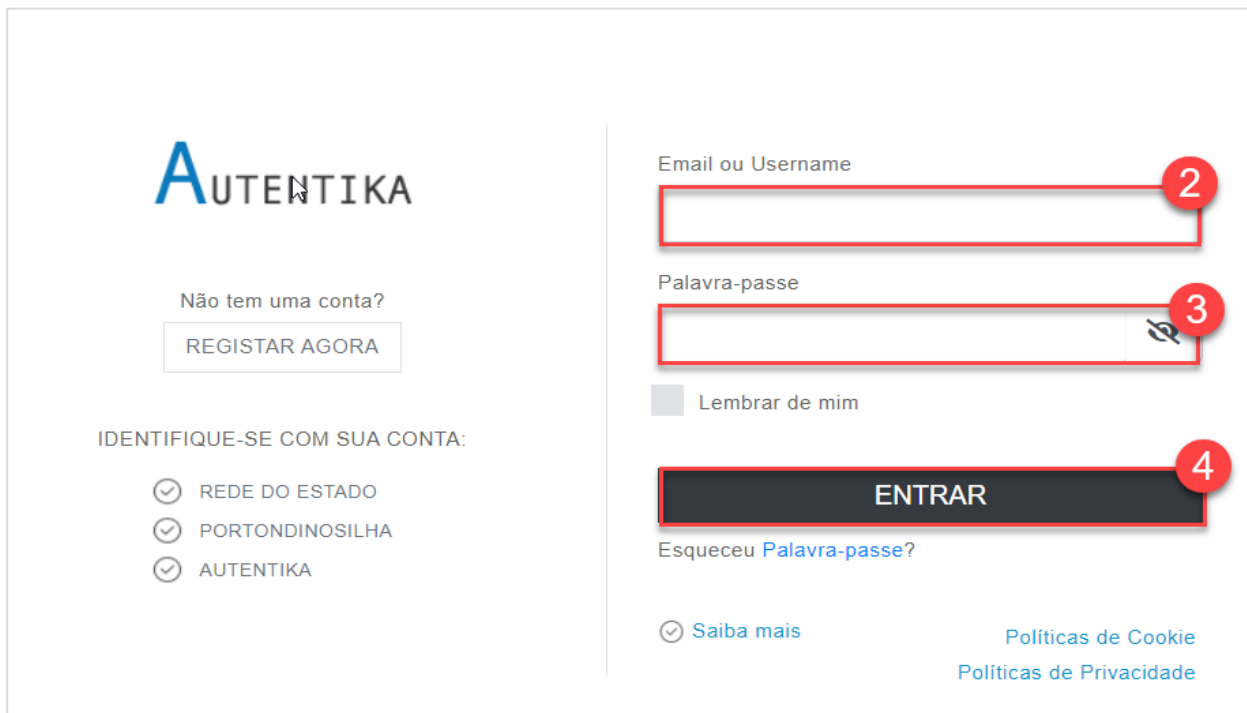 AUTENTIKA
Não tem uma conta?
REGISTAR AGORA
IDENTIFIQUE-SE COM SUA CONTA:
REDE DO ESTADO
PORTONDINOSILHA
AUTENTIKA
Email ou Username
2
Palavra-passe
3
Lembrar de mim
4
ENTRAR
Esqueceu Palavra-passe?
Saiba mais
Políticas de Cookie
Políticas de Privacidade